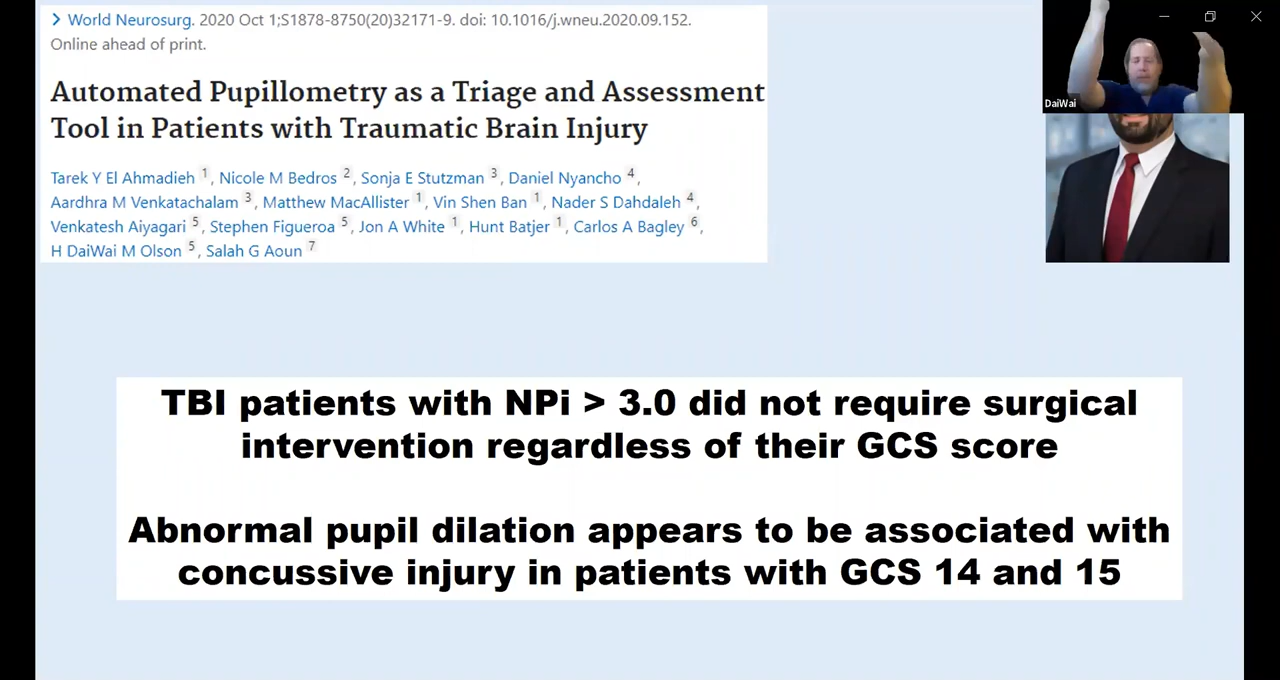 > World Neurosurg. 2020 Oct 1;S1878-8750(20)32171-9. doi: 10.1016/j.wneu.2020.09.152.
Online ahead of print.
Automated Pupillometry as a Triage and Assessment
Tool in Patients with Traumatic Brain Injury
Tarek Y El Ahmadieh 1, Nicole M Bedros 2, Sonja E Stutzman 3, Daniel Nyancho 4,
Aardhra M Venkatachalam 3, Matthew MacAllister 1, Vin Shen Ban 1, Nader S Dahdaleh 4,
Venkatesh Aiyagari 5, Stephen Figueroa 5, Jon A White 1, Hunt Batjer 1, Carlos A Bagley 6,
H DaiWai M Olson 5, Salah G Aoun 7
DaiWai
TBI patients with NPi > 3.0 did not require surgical
intervention regardless of their GCS score
Abnormal pupil dilation appears to be associated with
concussive injury in patients with GCS 14 and 15